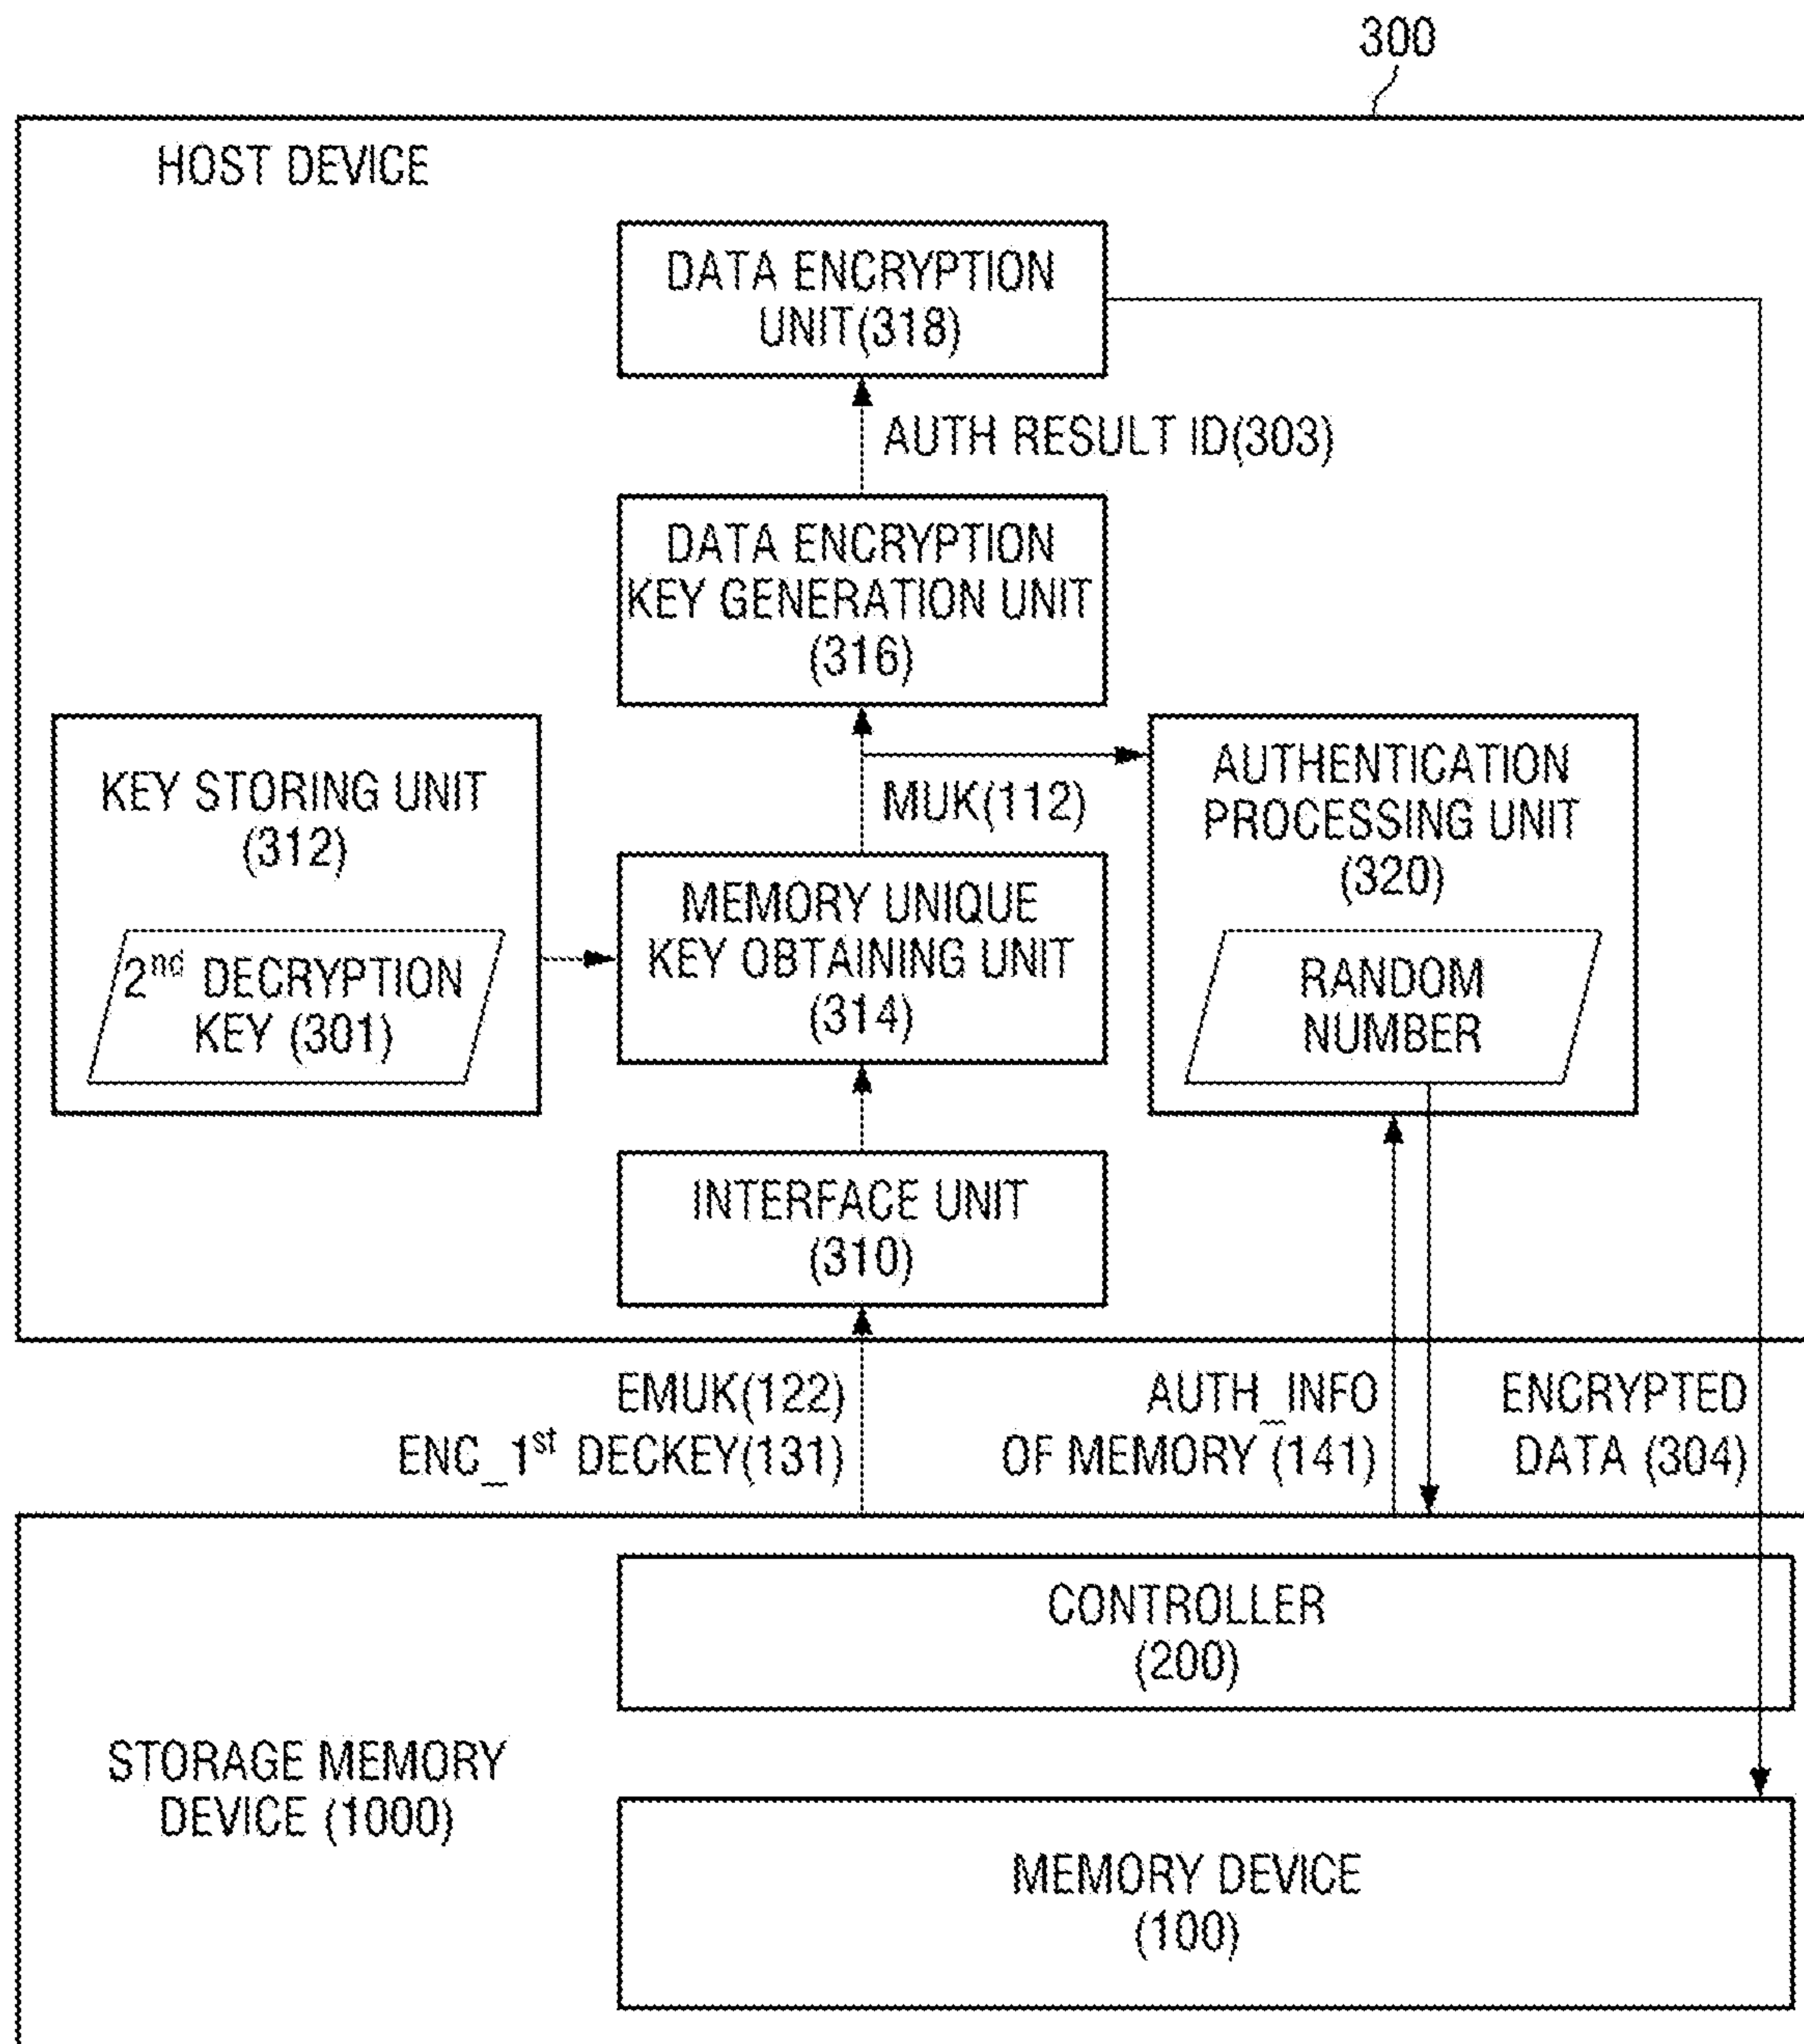 300
HOST DEVICE
DATA ENCRYPTION
UNIT(318)
AUTH RESULT ID(303)
DATA ENCRYPTION
KEY GENERATION UNIT
(316)
KEY STORING UNIT
(312)
2nd DECRYPTION
KEY (301)
MUK(112)
MEMORY UNIQUE
KEY OBTAINING UNIT
(314)
AUTHENTICATION
PROCESSING UNIT
(320)
RANDOM
NUMBER
INTERFACE UNIT
(310)
EMUK(122)
ENC_1st DECKEY(131)
AUTH_INFO
OF MEMORY (141)
ENCRYPTED
DATA (304)
CONTROLLER
(200)
STORAGE MEMORY
DEVICE (1000)
MEMORY DEVICE
(100)